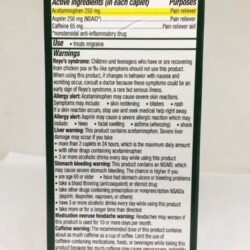 Active ingredients (in each caplet) Purposes
Acetaminophen 250 mg Pain reliever
Aspirin 250 mg (NSAID*) Pain reliever
Caffeine 65 mg Pain reliever aid
*nonsteroidal anti-inflammatory drug
Use • treats migraine
Warnings
Reye's syndrome: Children and teenagers who have or are recovering
from chicken pox or flu-like symptoms should not use this product.
When using this product, if changes in behavior with nausea and
vomiting occur, consult a doctor because these symptoms could be an early
sign of Reye's syndrome, a rare but serious illness.
Allergy alert: Acetaminophen may cause severe skin reactions.
Symptoms may include: • skin reddening • blisters • rash
If a skin reaction occurs, stop use and seek medical help right away.
Allergy alert: Aspirin may cause a severe allergic reaction, which may
include: • hives • facial swelling • asthma (wheezing) • shock
Liver warning: This product contains acetaminophen. Severe liver
damage may occur if you take
• more than 2 caplets in 24 hours, which is the maximum daily amount
• with other drugs containing acetaminophen
• 3 or more alcoholic drinks every day while using this product
Stomach bleeding warning: This product contains an NSAID, which
may cause severe stomach bleeding. The chance is higher if you
• are age 60 or older • have had stomach ulcers or bleeding problems
• take a blood thinning (anticoagulant) or steroid drug
• take other drugs containing prescription or nonprescription NSAIDs
(aspirin, ibuprofen, naproxen, or others)
• have 3 or more alcoholic drinks every day while using this product
• take more or for a longer time than directed
Medication overuse headache warning: Headaches may worsen if this
product is used for 10 or more days per month.
Caffeine warning: The recommended dose of this product contains
about as much caffeine as a cup of coffee. Limit the use of
caffeine-containing medications, foods, or beverages while taking this
product because too much caffeine may cause nervousness,